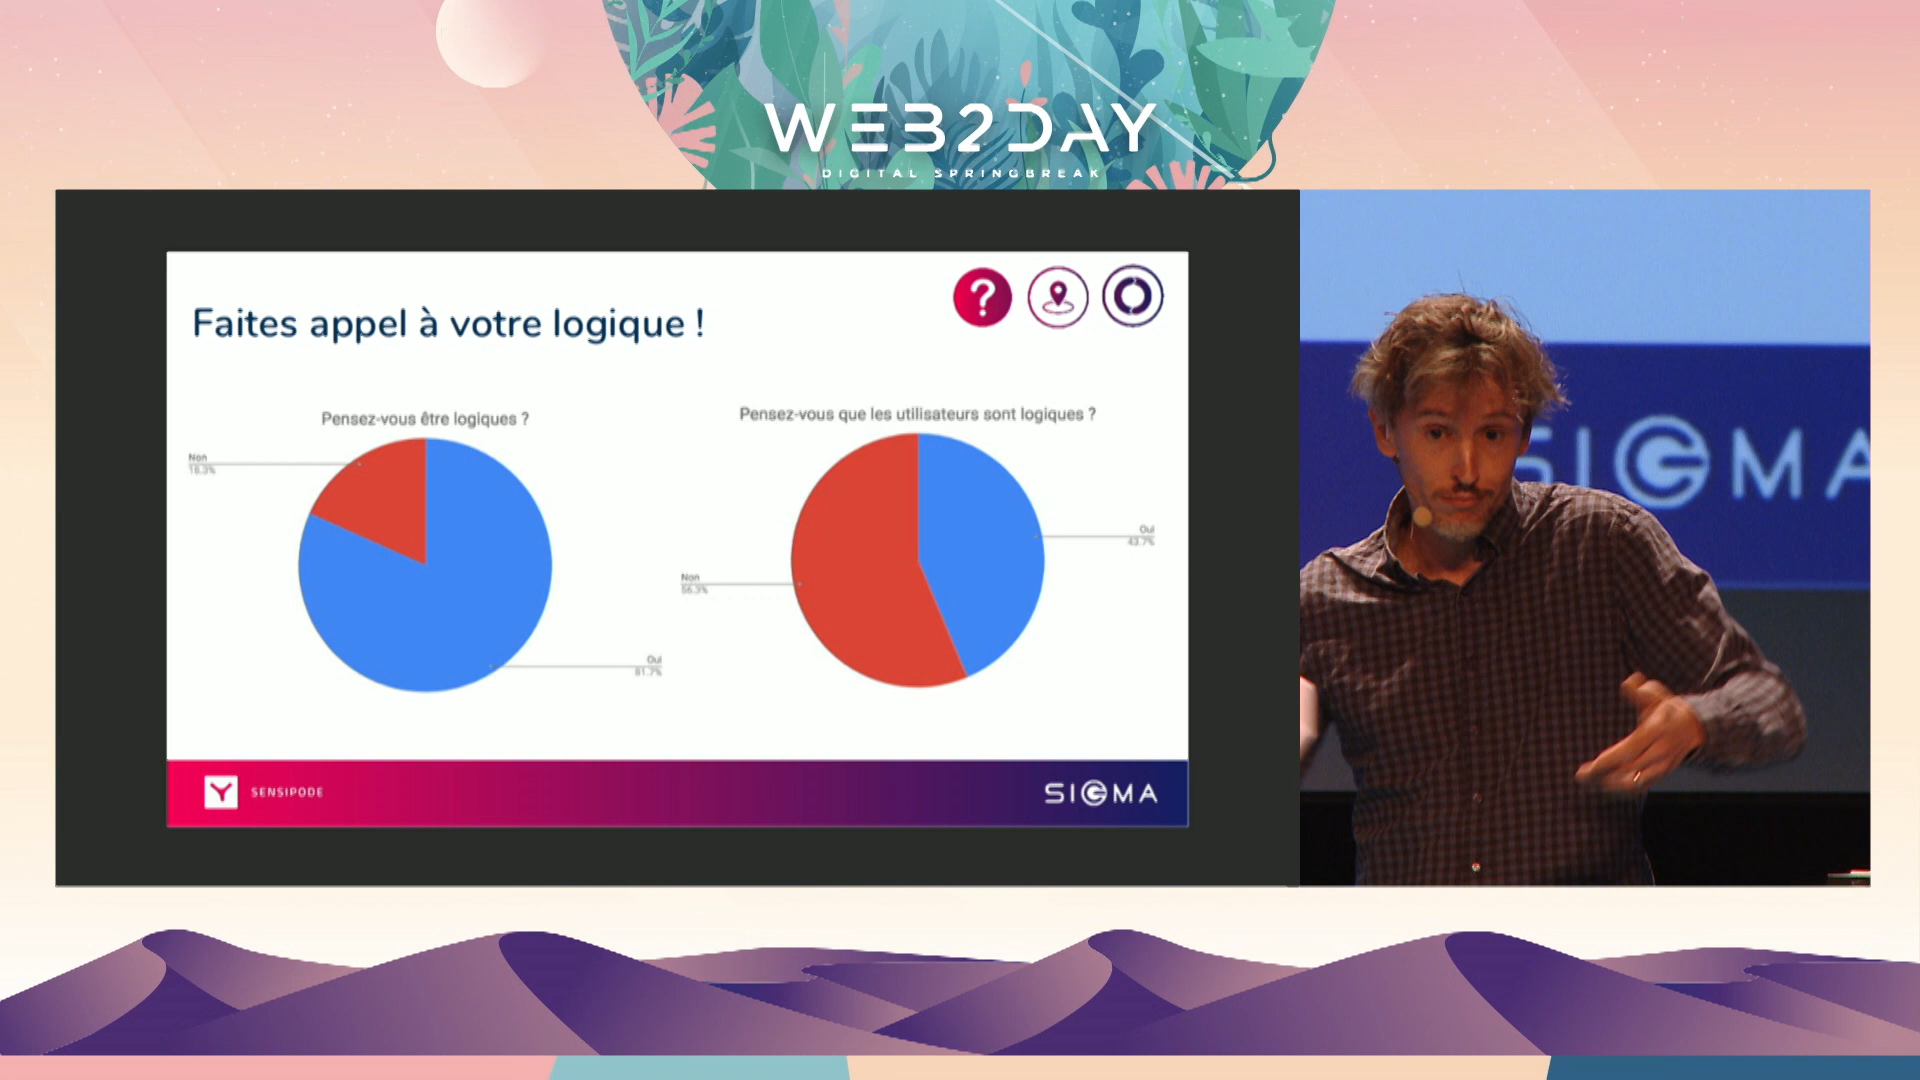 WEB2DAY
DIGITAL SPRINGBREAK
Faites appel à votre logique !
Pensez-vous être logiques ?
Non
18.3%
Oui
81.7%
Pensez-vous que les utilisateurs sont logiques ?
Oui
43.7%
Non
56.3%
SENSIPODE
SIGMA
SIGMA